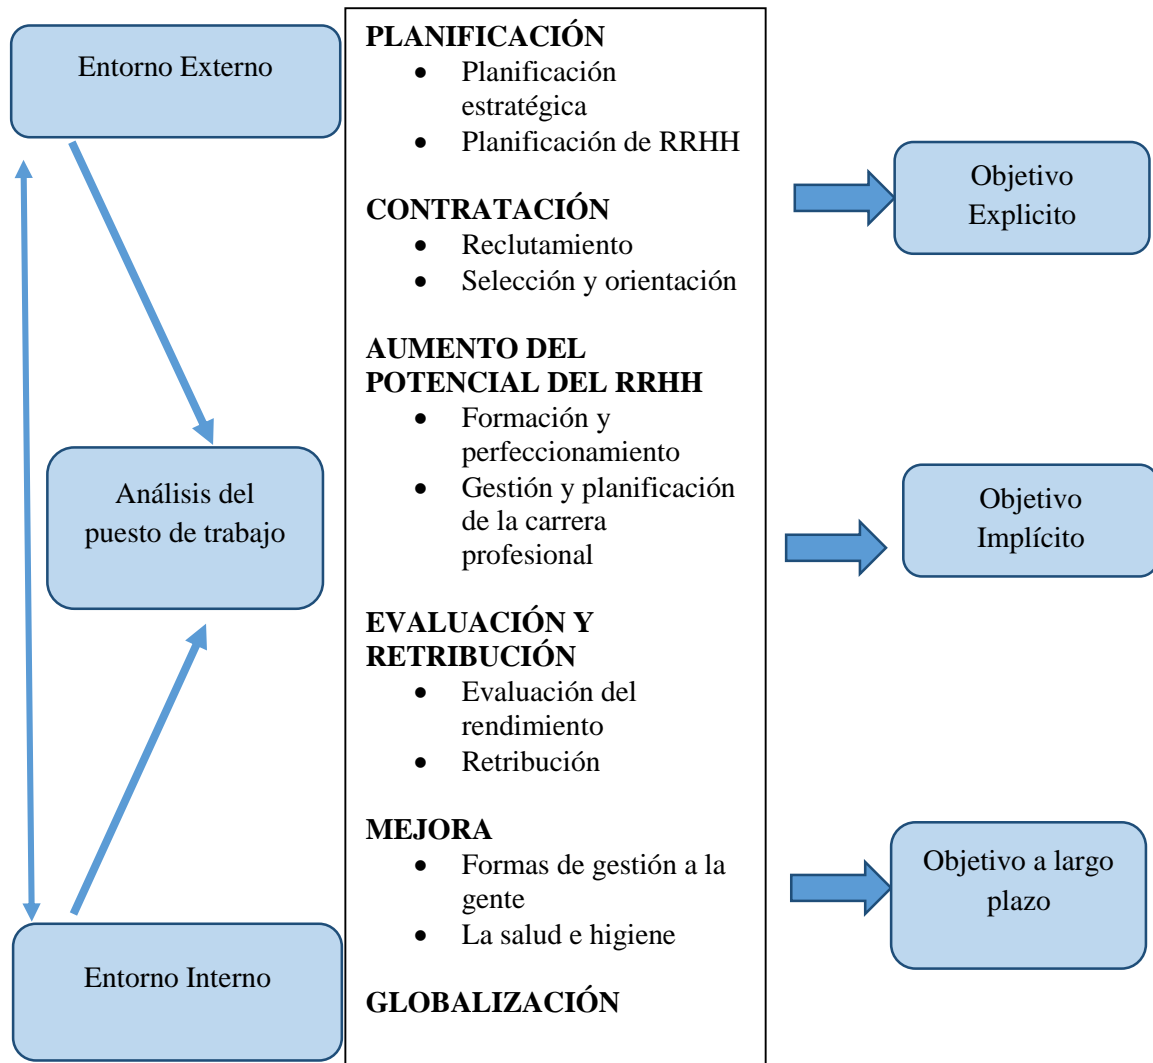 Entorno Externo
Análisis del
puesto de trabajo
Entorno Interno
PLANIFICACIÓN
• Planificación
estratégica
• Planificación de RRHH
CONTRATACIÓN
• Reclutamiento
• Selección y orientación
AUMENTO DEL
POTENCIAL DEL RRHH
• Formación y
perfeccionamiento
• Gestión y planificación
de la carrera
profesional
EVALUACIÓN Y
RETRIBUCIÓN
• Evaluación del
rendimiento
• Retribución
MEJORA
• Formas de gestión a la
gente
• La salud e higiene
GLOBALIZACIÓN
Objetivo
Explicito
Objetivo
Implícito
Objetivo a largo
plazo